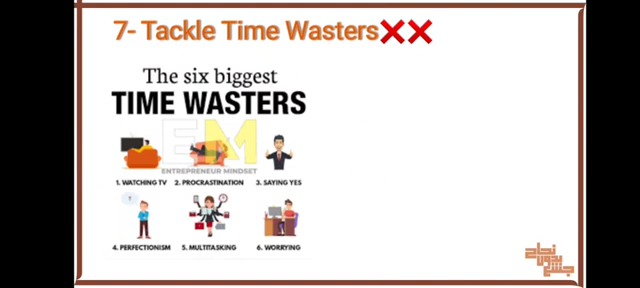 7- Tackle Time Wasters❌❌
The six biggest
TIME WASTERS
EM
ENTREPRENEUR MINDSET
1. WATCHING TV 2. PROCRASTINATION 3. SAYING YES
?
4. PERFECTIONISM 5. MULTITASKING 6. WORRYING